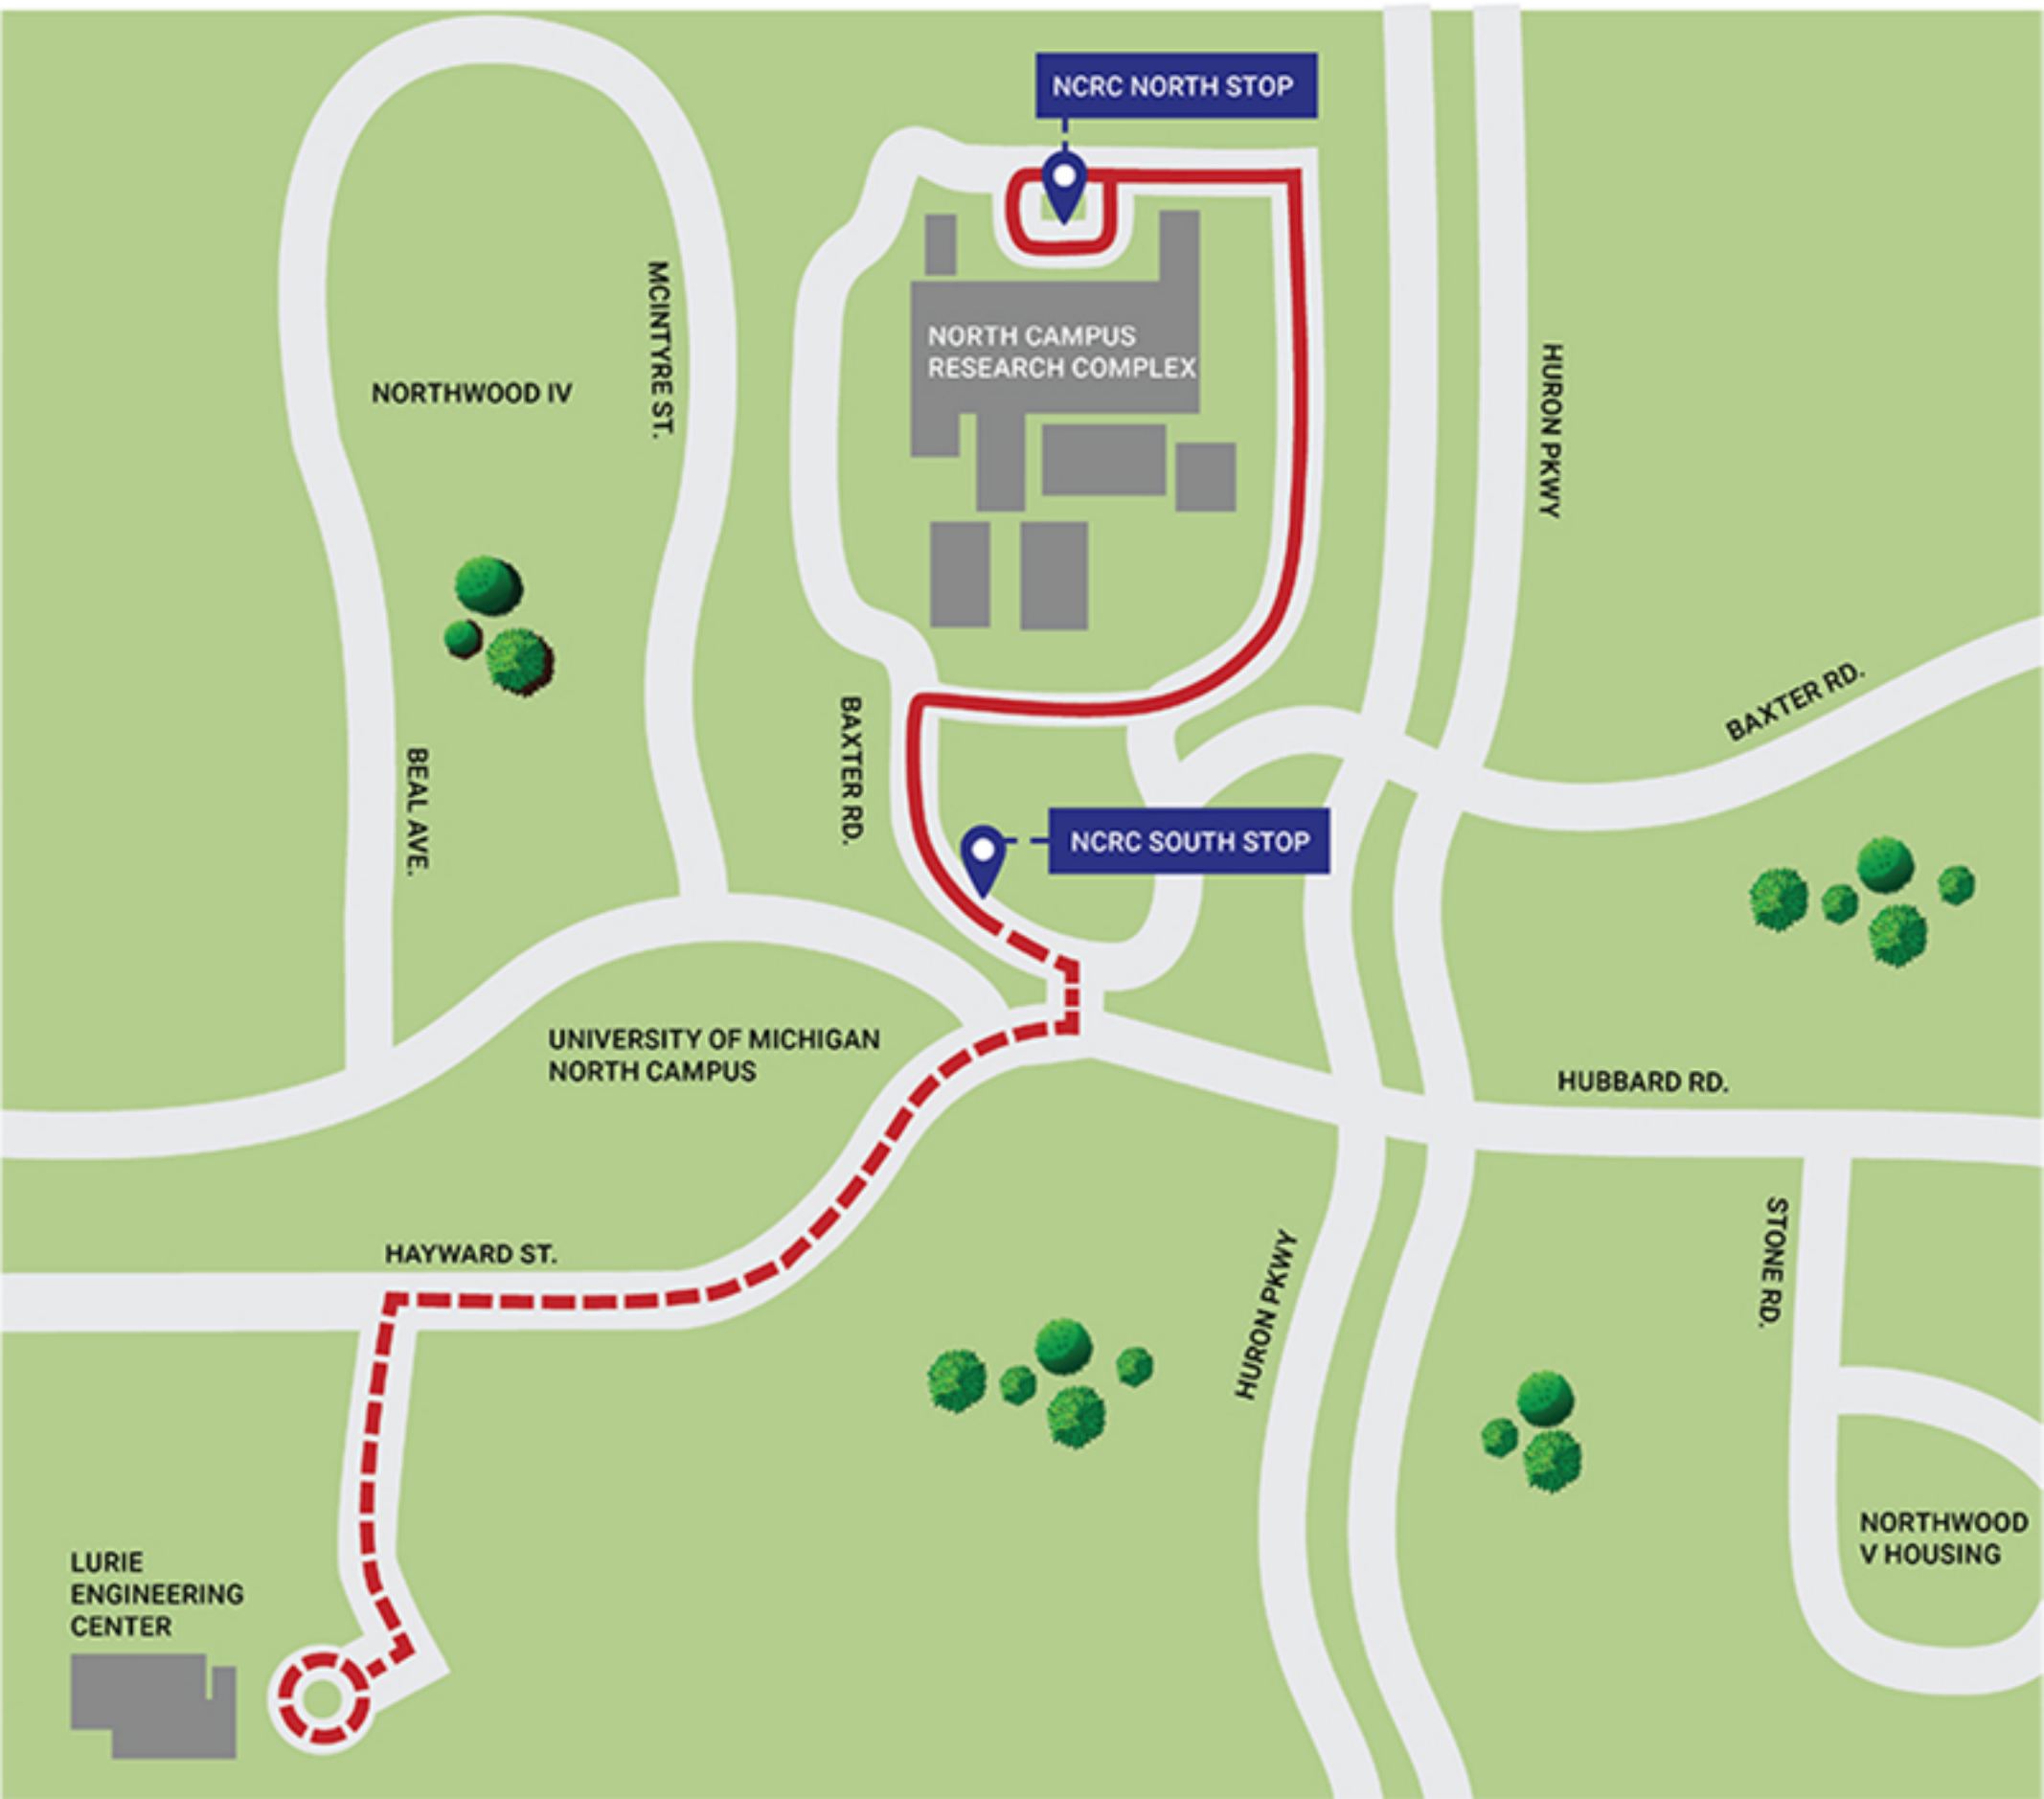 NCRC NORTH STOP
MCINTYRE ST.
NORTH CAMPUS
RESEARCH COMPLEX
HURON PKWY
NORTHWOOD IV
BAXTER RD.
BAXTER RD.
BEAL AVE.
NCRC SOUTH STOP
UNIVERSITY OF MICHIGAN
NORTH CAMPUS
HUBBARD RD.
HAYWARD ST.
STONE RD.
HURON PKWY
NORTHWOOD
V HOUSING
LURIE
ENGINEERING
CENTER